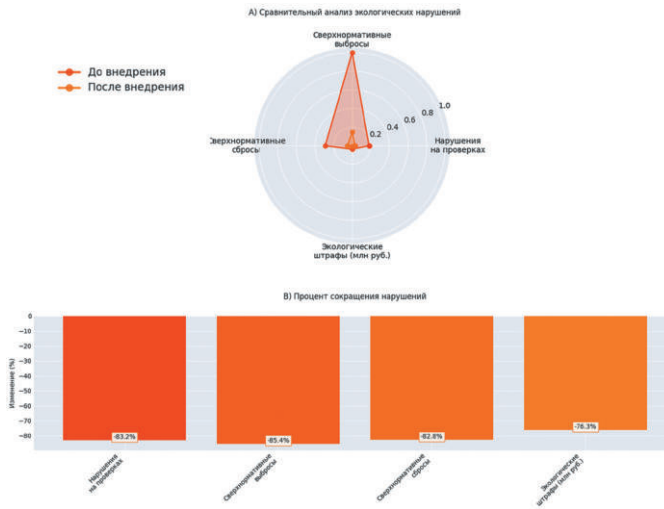 А) Сравнительный анализ экологических нарушений
До внедрения
После внедрения
Сверхнормативные
выбросы
0.2 0.4 0.6 0.8 1.0
Сверхнормативные
сбросы
Нарушения
на проверках
Экологические
штрафы (млн руб.)
В) Процент сокращения нарушений
Изменение (%)
0
−10
−20
−30
−40
−50
−60
−70
−80
-83.2%
-85.4%
-82.8%
-76.3%
Нарушения
на проверках
Сверхнормативные
выбросы
Сверхнормативные
сбросы
Экологические
штрафы (млн руб.)